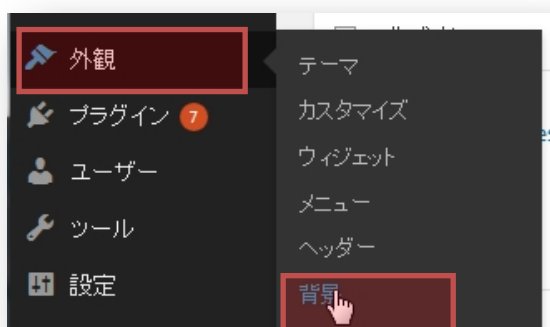 外観
プラグイン 7
ユーザー
ツール
設定
テーマ
カスタマイズ
ウィジェット
メニュー
ヘッダー
背景